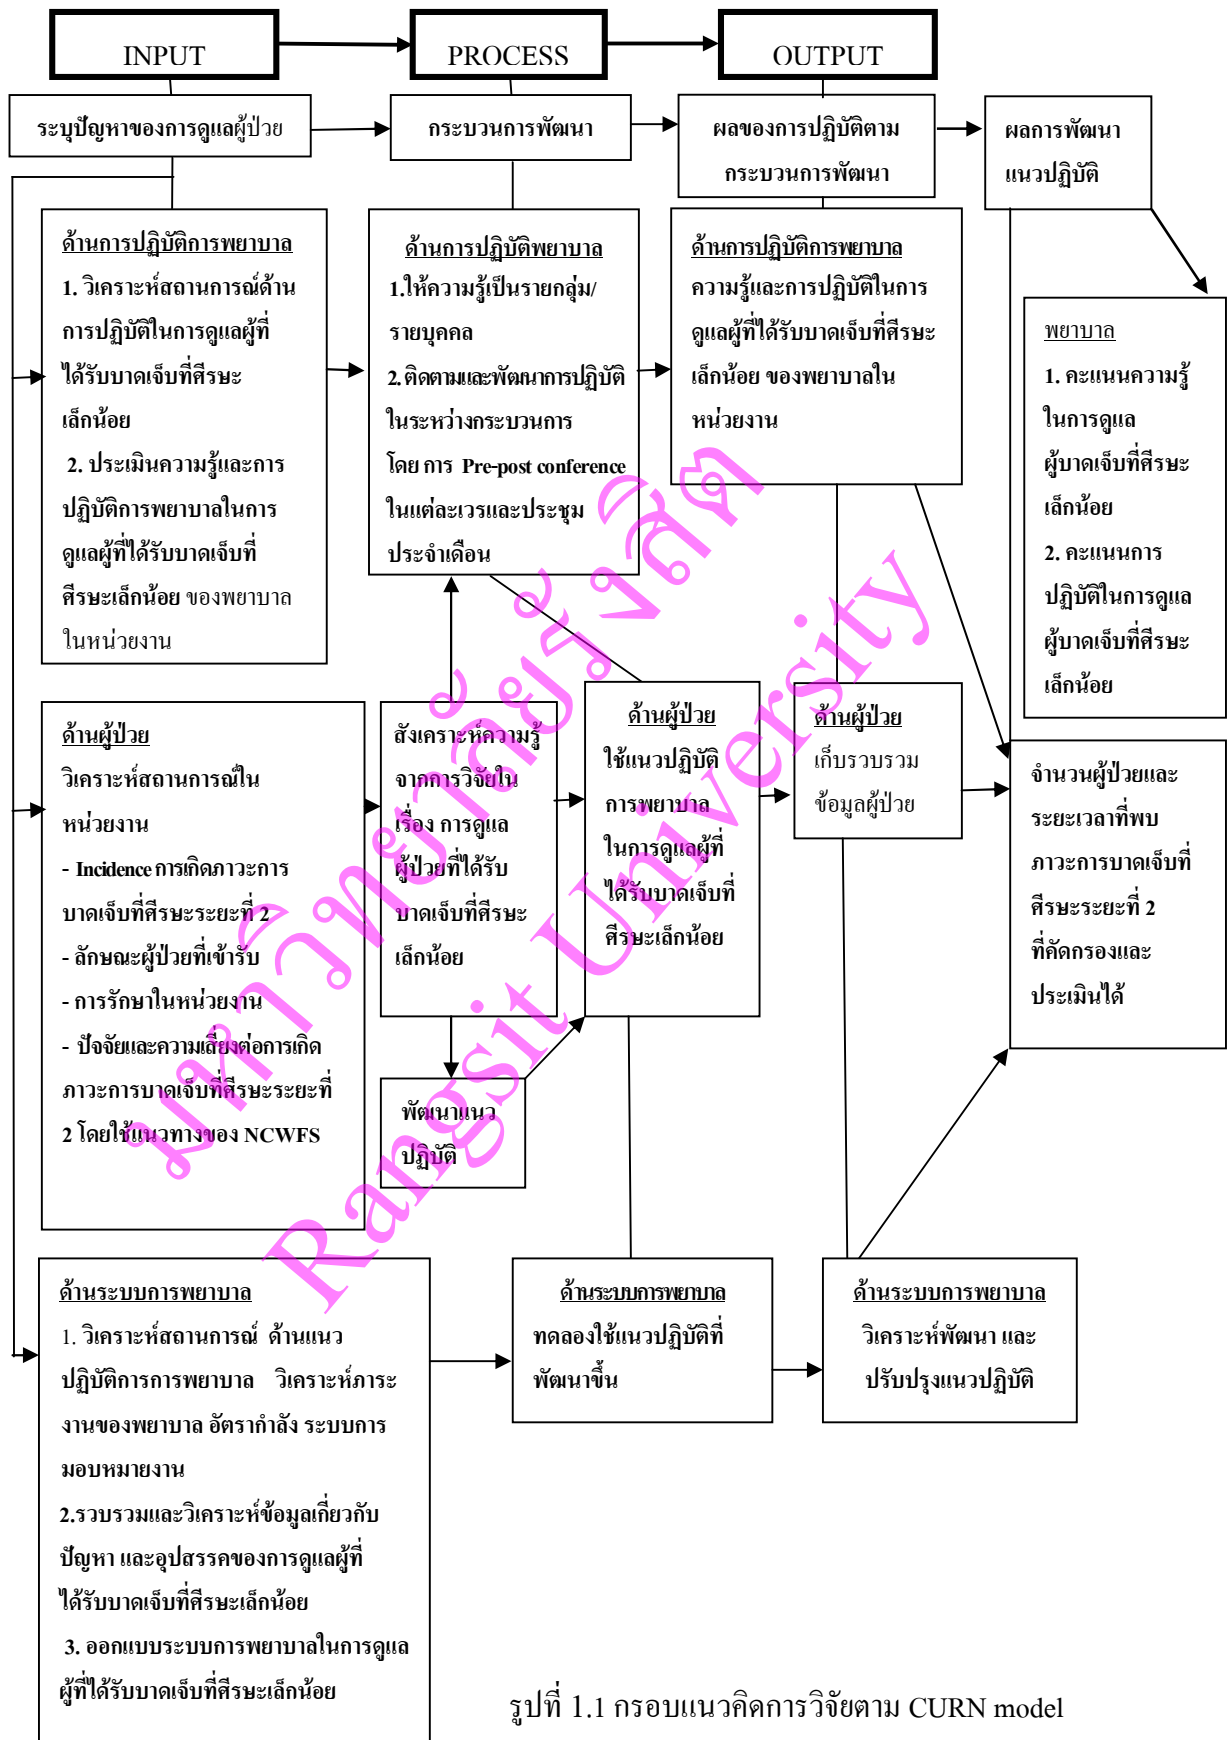 INPUT
PROCESS
OUTPUT
ระบุปัญหาของการดูแลผู้ป่วย
กระบวนการพัฒนา
ผลของการปฏิบัติตาม
กระบวนการพัฒนา
ผลการพัฒนา
แนวปฏิบัติ
ด้านการปฏิบัติการพยาบาล
1. วิเคราะห์สถานการณ์ด้าน
การปฏิบัติในการดูแลผู้ที่
ได้รับบาดเจ็บที่ศีรษะ
เล็กน้อย
2. ประเมินความรู้และการ
ปฏิบัติการพยาบาลในการ
ดูแลผู้ที่ได้รับบาดเจ็บที่
ศีรษะเล็กน้อย ของพยาบาล
ในหน่วยงาน
ด้านการปฏิบัติพยาบาล
1.ให้ความรู้เป็นรายกลุ่ม/
รายบุคคล
2.ติดตามและพัฒนาการปฏิบัติ
ในระหว่างกระบวนการ
โดย การ Pre-post conference
ในแต่ละเวรและประชุม
ประจำเดือน
ด้านการปฏิบัติการพยาบาล
ความรู้และการปฏิบัติในการ
ดูแลผู้ที่ได้รับบาดเจ็บที่ศีรษะ
เล็กน้อย ของพยาบาลใน
หน่วยงาน
พยาบาล
1. คะแนนความรู้
ในการดูแล
ผู้บาดเจ็บที่ศีรษะ
เล็กน้อย
2. คะแนนการ
ปฏิบัติในการดูแล
ผู้บาดเจ็บที่ศีรษะ
เล็กน้อย
ด้านผู้ป่วย
วิเคราะห์สถานการณ์ใน
หน่วยงาน
- Incidence การเกิดภาวะการ
บาดเจ็บที่ศีรษะระยะที่ 2
- ลักษณะผู้ป่วยที่เข้ารับ
- การรักษาในหน่วยงาน
- ปัจจัยและความเสี่ยงต่อการเกิด
ภาวะการบาดเจ็บที่ศีรษะระยะที่
2 โดยใช้แนวทางของ NCWFS
สังเคราะห์ความรู้
จากการวิจัยใน
เรื่อง การดูแล
ผู้ป่วยที่ได้รับ
บาดเจ็บที่ศีรษะ
เล็กน้อย
พัฒนาแนว
ปฏิบัติ
ด้านผู้ป่วย
ใช้แนวปฏิบัติ
การพยาบาล
ในการดูแลผู้ที่
ได้รับบาดเจ็บที่
ศีรษะเล็กน้อย
ด้านผู้ป่วย
เก็บรวบรวม
ข้อมูลผู้ป่วย
จำนวนผู้ป่วยและ
ระยะเวลาที่พบ
ภาวะการบาดเจ็บที่
ศีรษะระยะที่ 2
ที่คัดกรองและ
ประเมินได้
ด้านระบบการพยาบาล
1. วิเคราะห์สถานการณ์ ด้านแนว
ปฏิบัติการการพยาบาล วิเคราะห์ภาระ
งานของพยาบาล อัตรากำลัง ระบบการ
มอบหมายงาน
2.รวบรวมและวิเคราะห์ข้อมูลเกี่ยวกับ
ปัญหา และอุปสรรคของการดูแลผู้ที่
ได้รับบาดเจ็บที่ศีรษะเล็กน้อย
3. ออกแบบระบบการพยาบาลในการดูแล
ผู้ที่ได้รับบาดเจ็บที่ศีรษะเล็กน้อย
ด้านระบบการพยาบาล
ทดลองใช้แนวปฏิบัติที่
พัฒนาขึ้น
ด้านระบบการพยาบาล
วิเคราะห์พัฒนา และ
ปรับปรุงแนวปฏิบัติ
รูปที่ 1.1 กรอบแนวคิดการวิจัยตาม CURN model
มหาวิทยาลัยรังสิต
Rangsit University